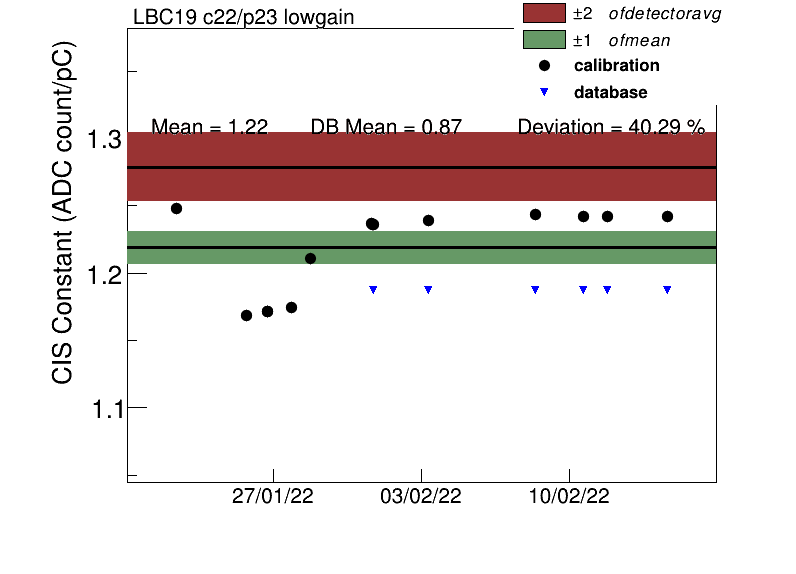 LBC19 c22/p23 lowgain
±2 ofdetectoravg
±1 ofmean
calibration
database
Mean = 1.22 DB Mean = 0.87 Deviation = 40.29 %
CIS Constant (ADC count/pC)
1.3
1.2
1.1
27/01/22 03/02/22 10/02/22